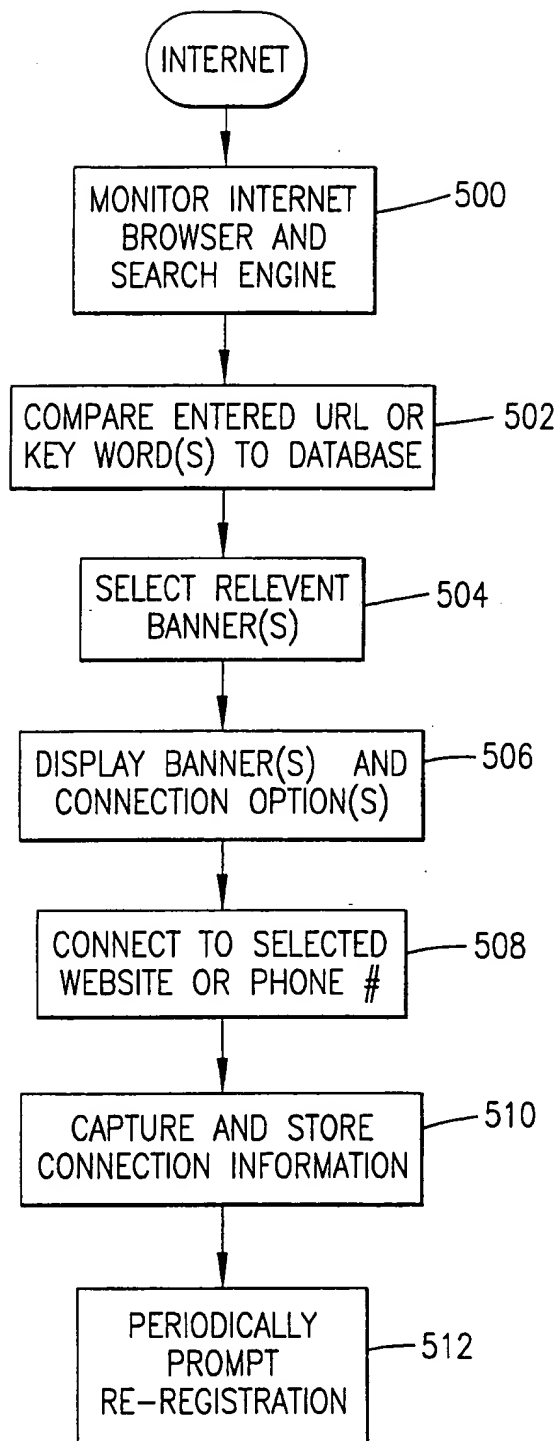 INTERNET
MONITOR INTERNET
BROWSER AND
SEARCH ENGINE
500
COMPARE ENTERED URL OR
KEY WORD(S) TO DATABASE
502
SELECT RELEVENT
BANNER(S)
504
DISPLAY BANNER(S) AND
CONNECTION OPTION(S)
506
CONNECT TO SELECTED
WEBSITE OR PHONE #
508
CAPTURE AND STORE
CONNECTION INFORMATION
510
PERIODICALLY
PROMPT
RE-REGISTRATION
512